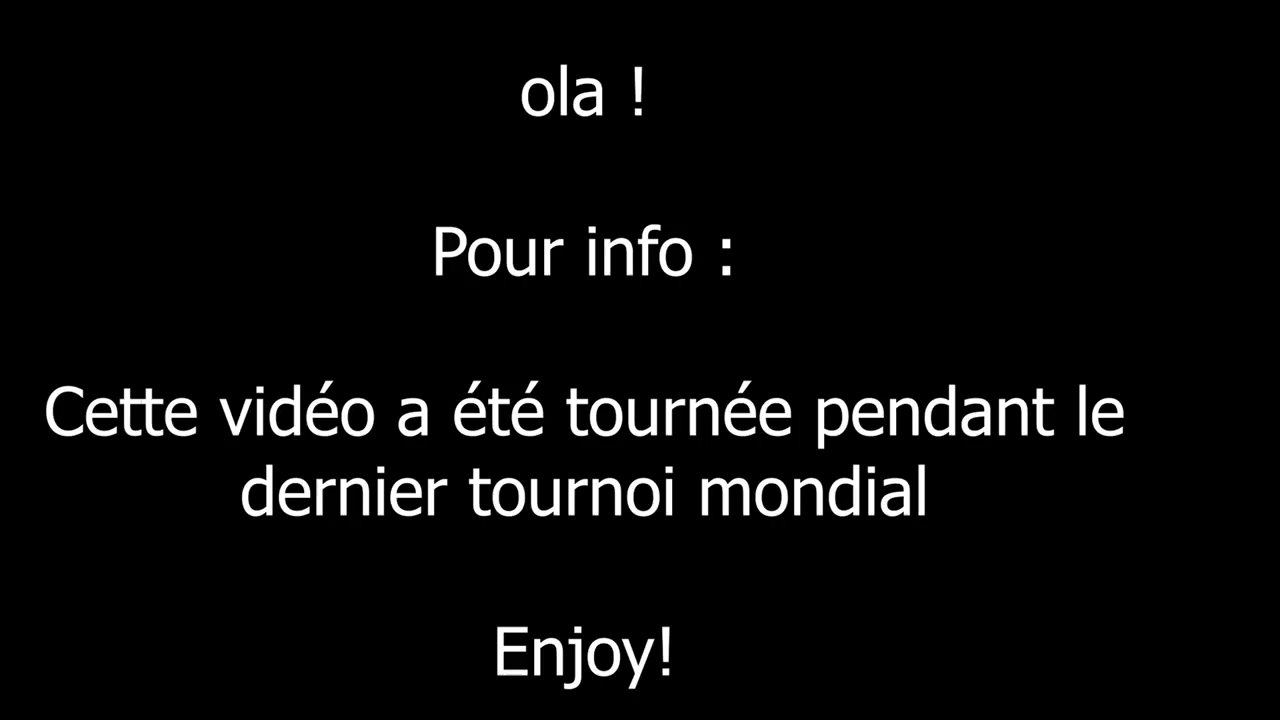 ola !
Pour info :
Cette vidéo a été tournée pendant le
dernier tournoi mondial
Enjoy!